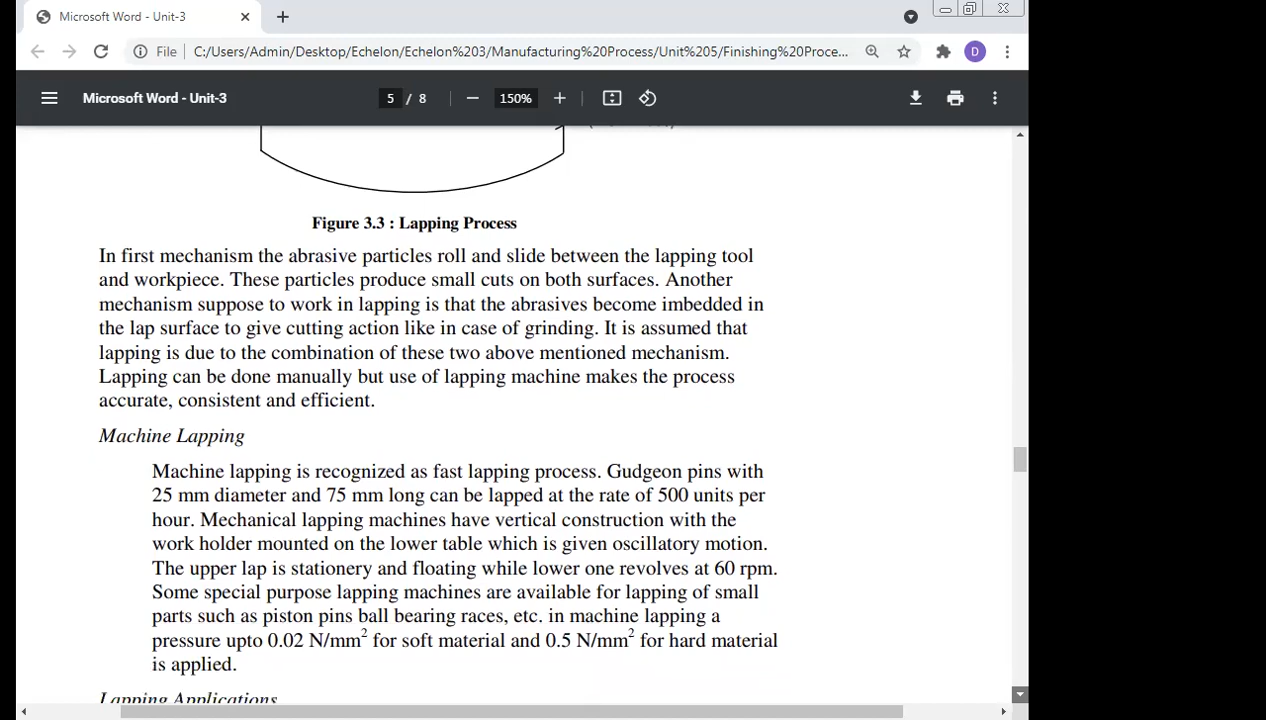 Microsoft Word - Unit-3
File C:/Users/Admin/Desktop/Echelon/Echelon%203/Manufacturing%20Process/Unit%205/Finishing%20Proce...
D
Microsoft Word - Unit-3 5 / 8 150%
Figure 3.3 : Lapping Process
In first mechanism the abrasive particles roll and slide between the lapping tool
and workpiece. These particles produce small cuts on both surfaces. Another
mechanism suppose to work in lapping is that the abrasives become imbedded in
the lap surface to give cutting action like in case of grinding. It is assumed that
lapping is due to the combination of these two above mentioned mechanism.
Lapping can be done manually but use of lapping machine makes the process
accurate, consistent and efficient.
Machine Lapping
Machine lapping is recognized as fast lapping process. Gudgeon pins with
25 mm diameter and 75 mm long can be lapped at the rate of 500 units per
hour. Mechanical lapping machines have vertical construction with the
work holder mounted on the lower table which is given oscillatory motion.
The upper lap is stationery and floating while lower one revolves at 60 rpm.
Some special purpose lapping machines are available for lapping of small
parts such as piston pins ball bearing races, etc. in machine lapping a
pressure upto 0.02 N/mm² for soft material and 0.5 N/mm² for hard material
is applied.
Lapping Applications